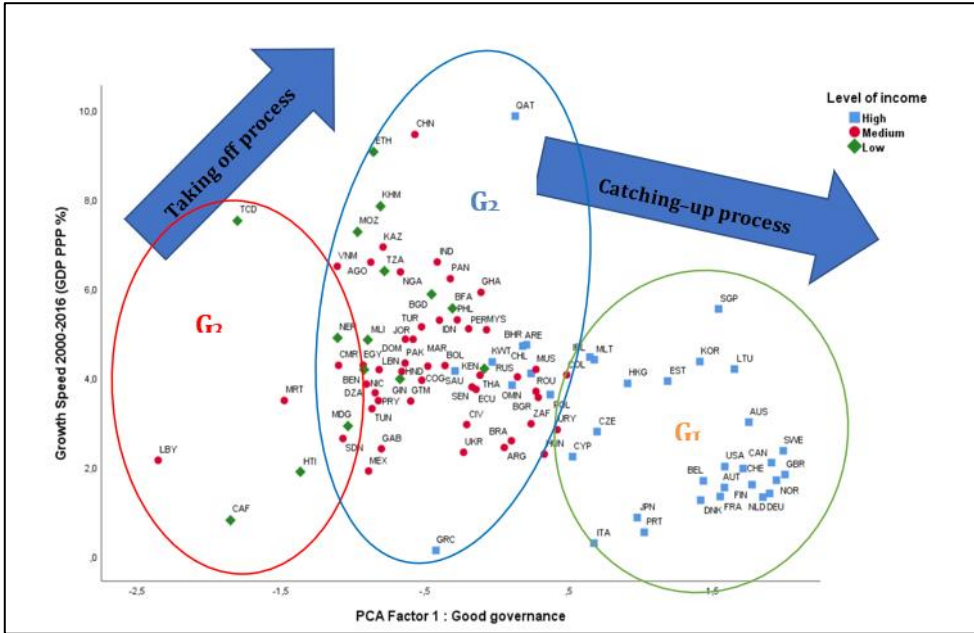 Taking off process
Catching-up process
Level of income
High
Medium
Low
Growth Speed 2000-2016 (GDP PPP %)
10,0
8,0
6,0
4,0
2,0
,0
QAT
CHN
ETH
KHM
MOZ
TCD
KAZ
VNM
AGO
TZA
IND
NGA
PAN
GHA
BGD
BFA
PHL
TUR
IDN
PER
MYS
NER
MLI
JOR
BHR
ARE
DOM
PAK
MAR
BOL
KWT
CHL
IRL
MLT
CMR
EGY
LBN
HND
KEN
RUS
MUS
COL
BEN
NIC
COG
SAU
THA
ROU
DZA
GIN
GTM
SEN
ECU
OMN
POL
PRY
BGR
MRT
TUN
MDG
CIV
ZAF
URY
SDN
GAB
UKR
BRA
ARG
HUN
LBY
HTI
MEX
CAF
GRC
SGP
KOR
LTU
HKG
EST
AUS
CZE
CYP
SWE
USA
CAN
BEL
AUT
CHE
GBR
FIN
NOR
DNK
FRA
NLD
DEU
JPN
PRT
ITA
-2,5
-1,5
-,5
,5
1,5
PCA Factor 1 : Good governance